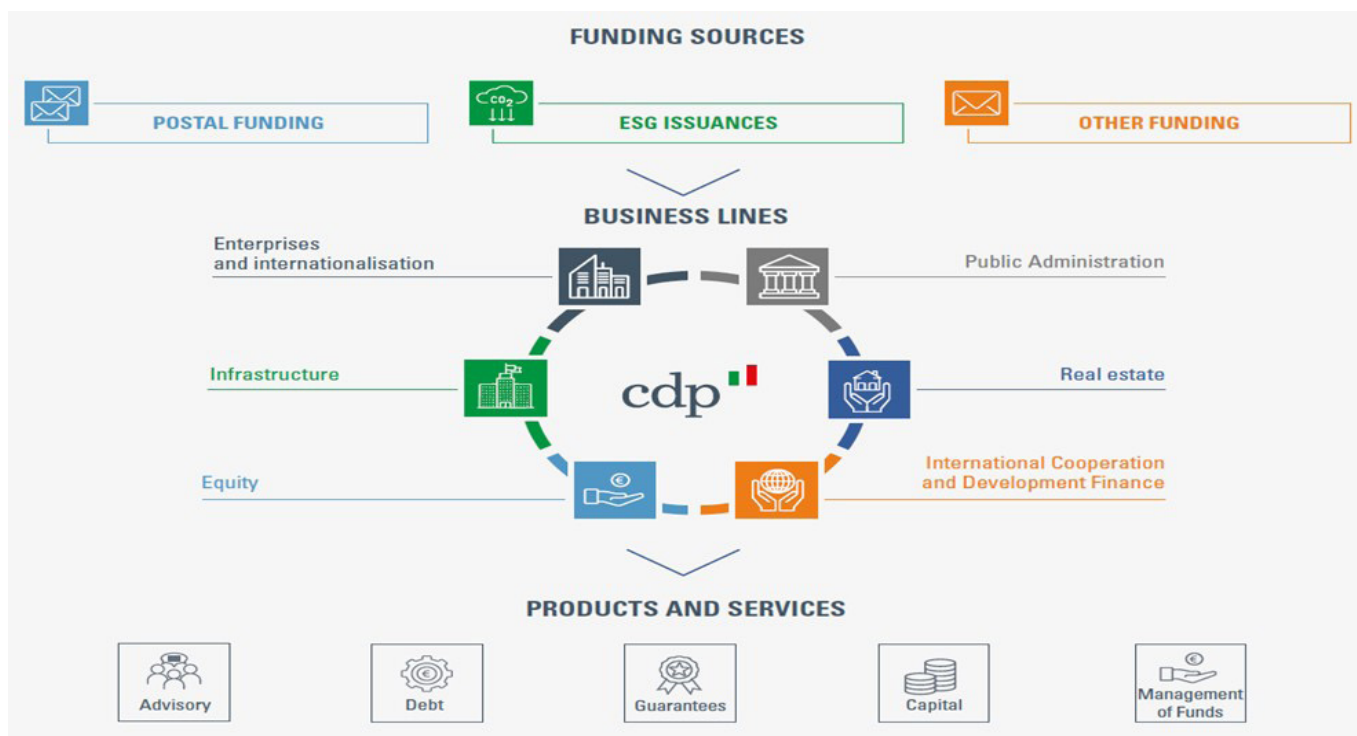 FUNDING SOURCES
POSTAL FUNDING
CO₂
ESG ISSUANCES
OTHER FUNDING
BUSINESS LINES
Enterprises
and internationalisation
Public Administration
Infrastructure
cdp
Real estate
Equity
€
International Cooperation
and Development Finance
PRODUCTS AND SERVICES
Advisory
€
Debt
Guarantees
Capital
€
Management
of Funds